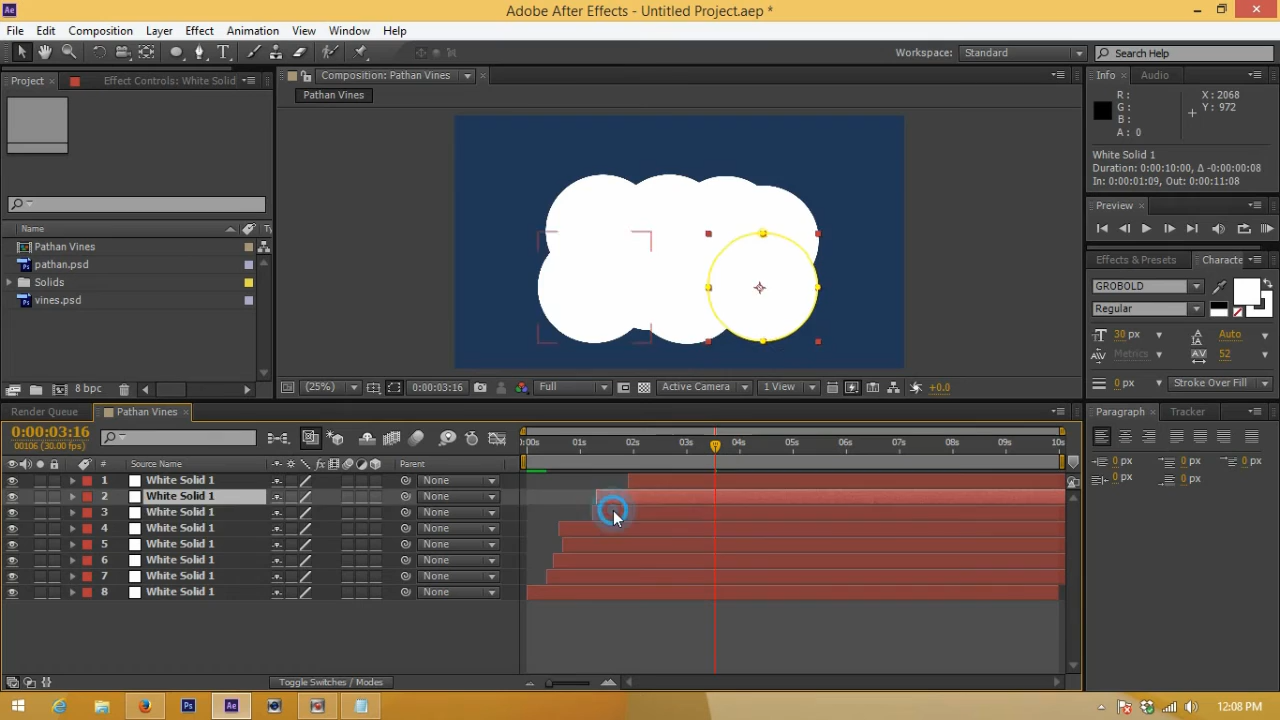 Adobe After Effects - Untitled Project.aep *
File Edit Composition Layer Effect Animation View Window Help
Workspace: Standard Search Help
Project Effect Controls: White Solid
Composition: Pathan Vines
Pathan Vines
Info Audio
R: X: 2068
G: Y: 972
B:
A: 0
White Solid 1
Duration: 0:00:10:00, Δ -0:00:00:08
In: 0:00:01:09, Out: 0:00:11:08
Preview
Effects & Presets Characte
GROBOLD
Regular
30 px Auto
Metrics 52
0 px Stroke Over Fill
Name Ty
Pathan Vines
pathan.psd
Solids
vines.psd
8 bpc
(25%) 0:00:03:16 Full Active Camera 1 View +0.0
Render Queue Pathan Vines
0:00:03:16
00106 (30.00 fps)
:00s 01s 02s 03s 04s 05s 06s 07s 08s 09s 10s
# Source Name fx Parent
1 White Solid 1 None
2 White Solid 1 None
3 White Solid 1 None
4 White Solid 1 None
5 White Solid 1 None
6 White Solid 1 None
7 White Solid 1 None
8 White Solid 1 None
Toggle Switches / Modes
Paragraph Tracker
0 px 0 px 0 px
0 px 0 px
Ps Ae
12:08 PM